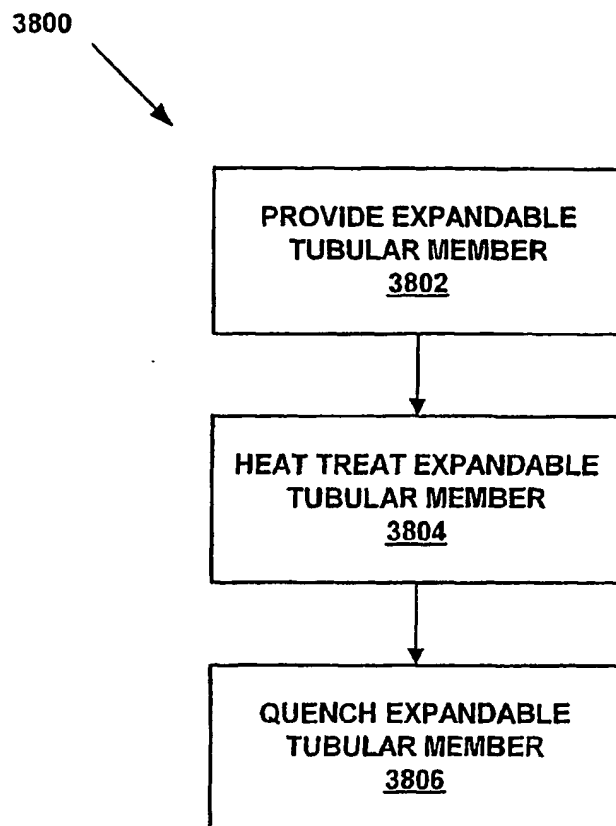 3800
PROVIDE EXPANDABLE
TUBULAR MEMBER
3802
HEAT TREAT EXPANDABLE
TUBULAR MEMBER
3804
QUENCH EXPANDABLE
TUBULAR MEMBER
3806